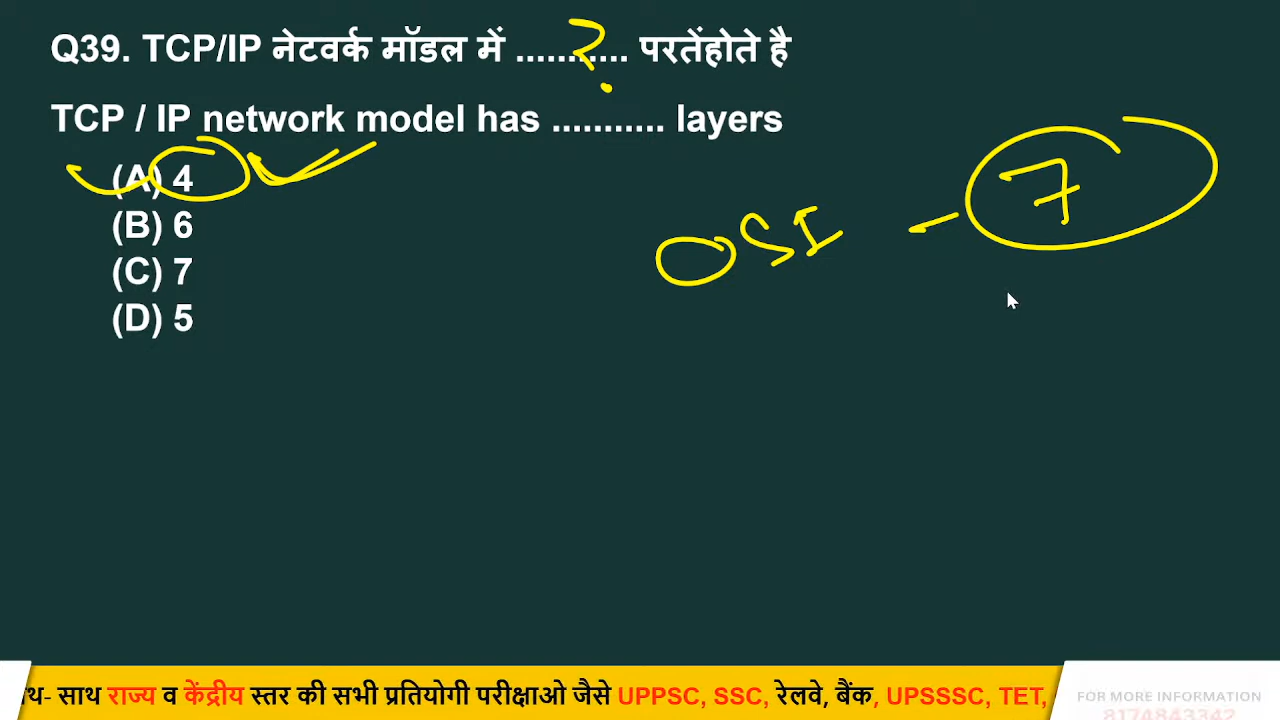 Q39. TCP/IP नेटवर्क मॉडल में ........... परतेंहोते है
?
TCP / IP network model has ........... layers
(A) 4
(B) 6
(C) 7
(D) 5
OSI - 7
थ- साथ राज्य व केंद्रीय स्तर की सभी प्रतियोगी परीक्षाओ जैसे UPPSC, SSC, रेलवे, बैंक, UPSSSC, TET,
FOR MORE INFORMATION
8174843342